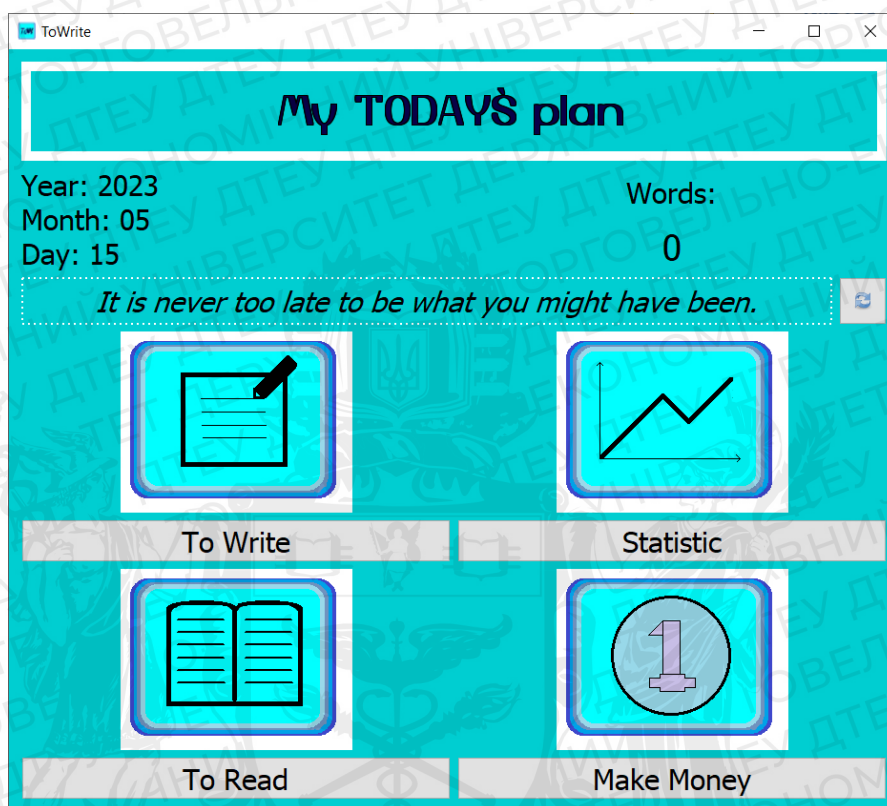 ToWrite
My TODAY'S plan
Year: 2023
Month: 05
Day: 15
Words:
0
It is never too late to be what you might have been.
To Write
Statistic
1
To Read
Make Money